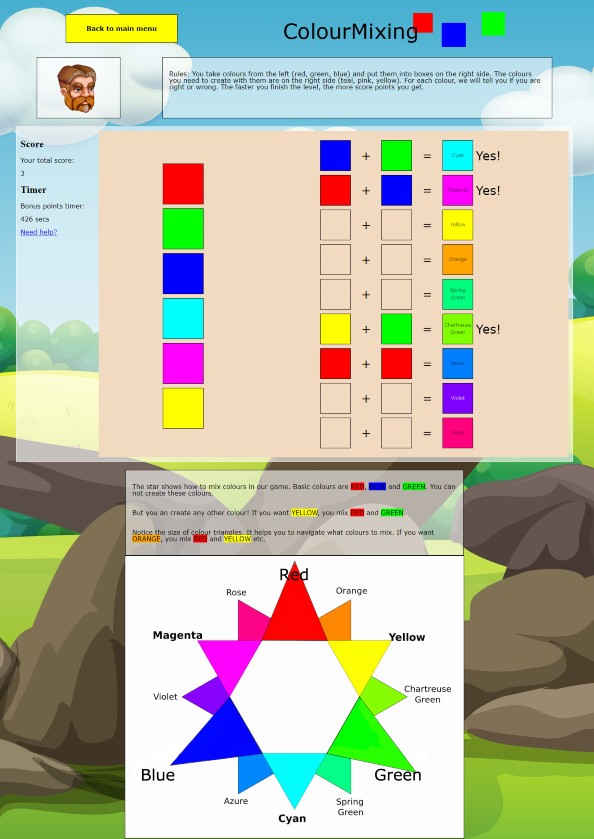 Back to main menu
ColourMixing
Rules: You take colours from the left (red, green, blue) and put them into boxes on the right side. The colours
you need to create with them are on the right side (teal, pink, yellow). For each colour, we will tell you if you are
right or wrong. The faster you finish the level, the more score points you get.
Score
Your total score:
3
Timer
Bonus points timer:
426 secs
Need help?
+ = Cyan Yes!
+ = Magenta Yes!
+ = Yellow
+ = Orange
+ = Spring
Green
+ = Chartreuse
Green Yes!
+ = Azure
+ = Violet
+ =
The star shows how to mix colours in our game. Basic colours are RED, BLUE and GREEN. You can
not create these colours.
But you an create any other colour! If you want YELLOW, you mix RED and GREEN
Notice the size of colour triangles. It helps you to navigate what colours to mix. If you want
ORANGE, you mix RED and YELLOW etc.
Red
Rose
Orange
Magenta
Yellow
Violet
Chartreuse
Green
Blue
Green
Azure
Spring
Green
Cyan